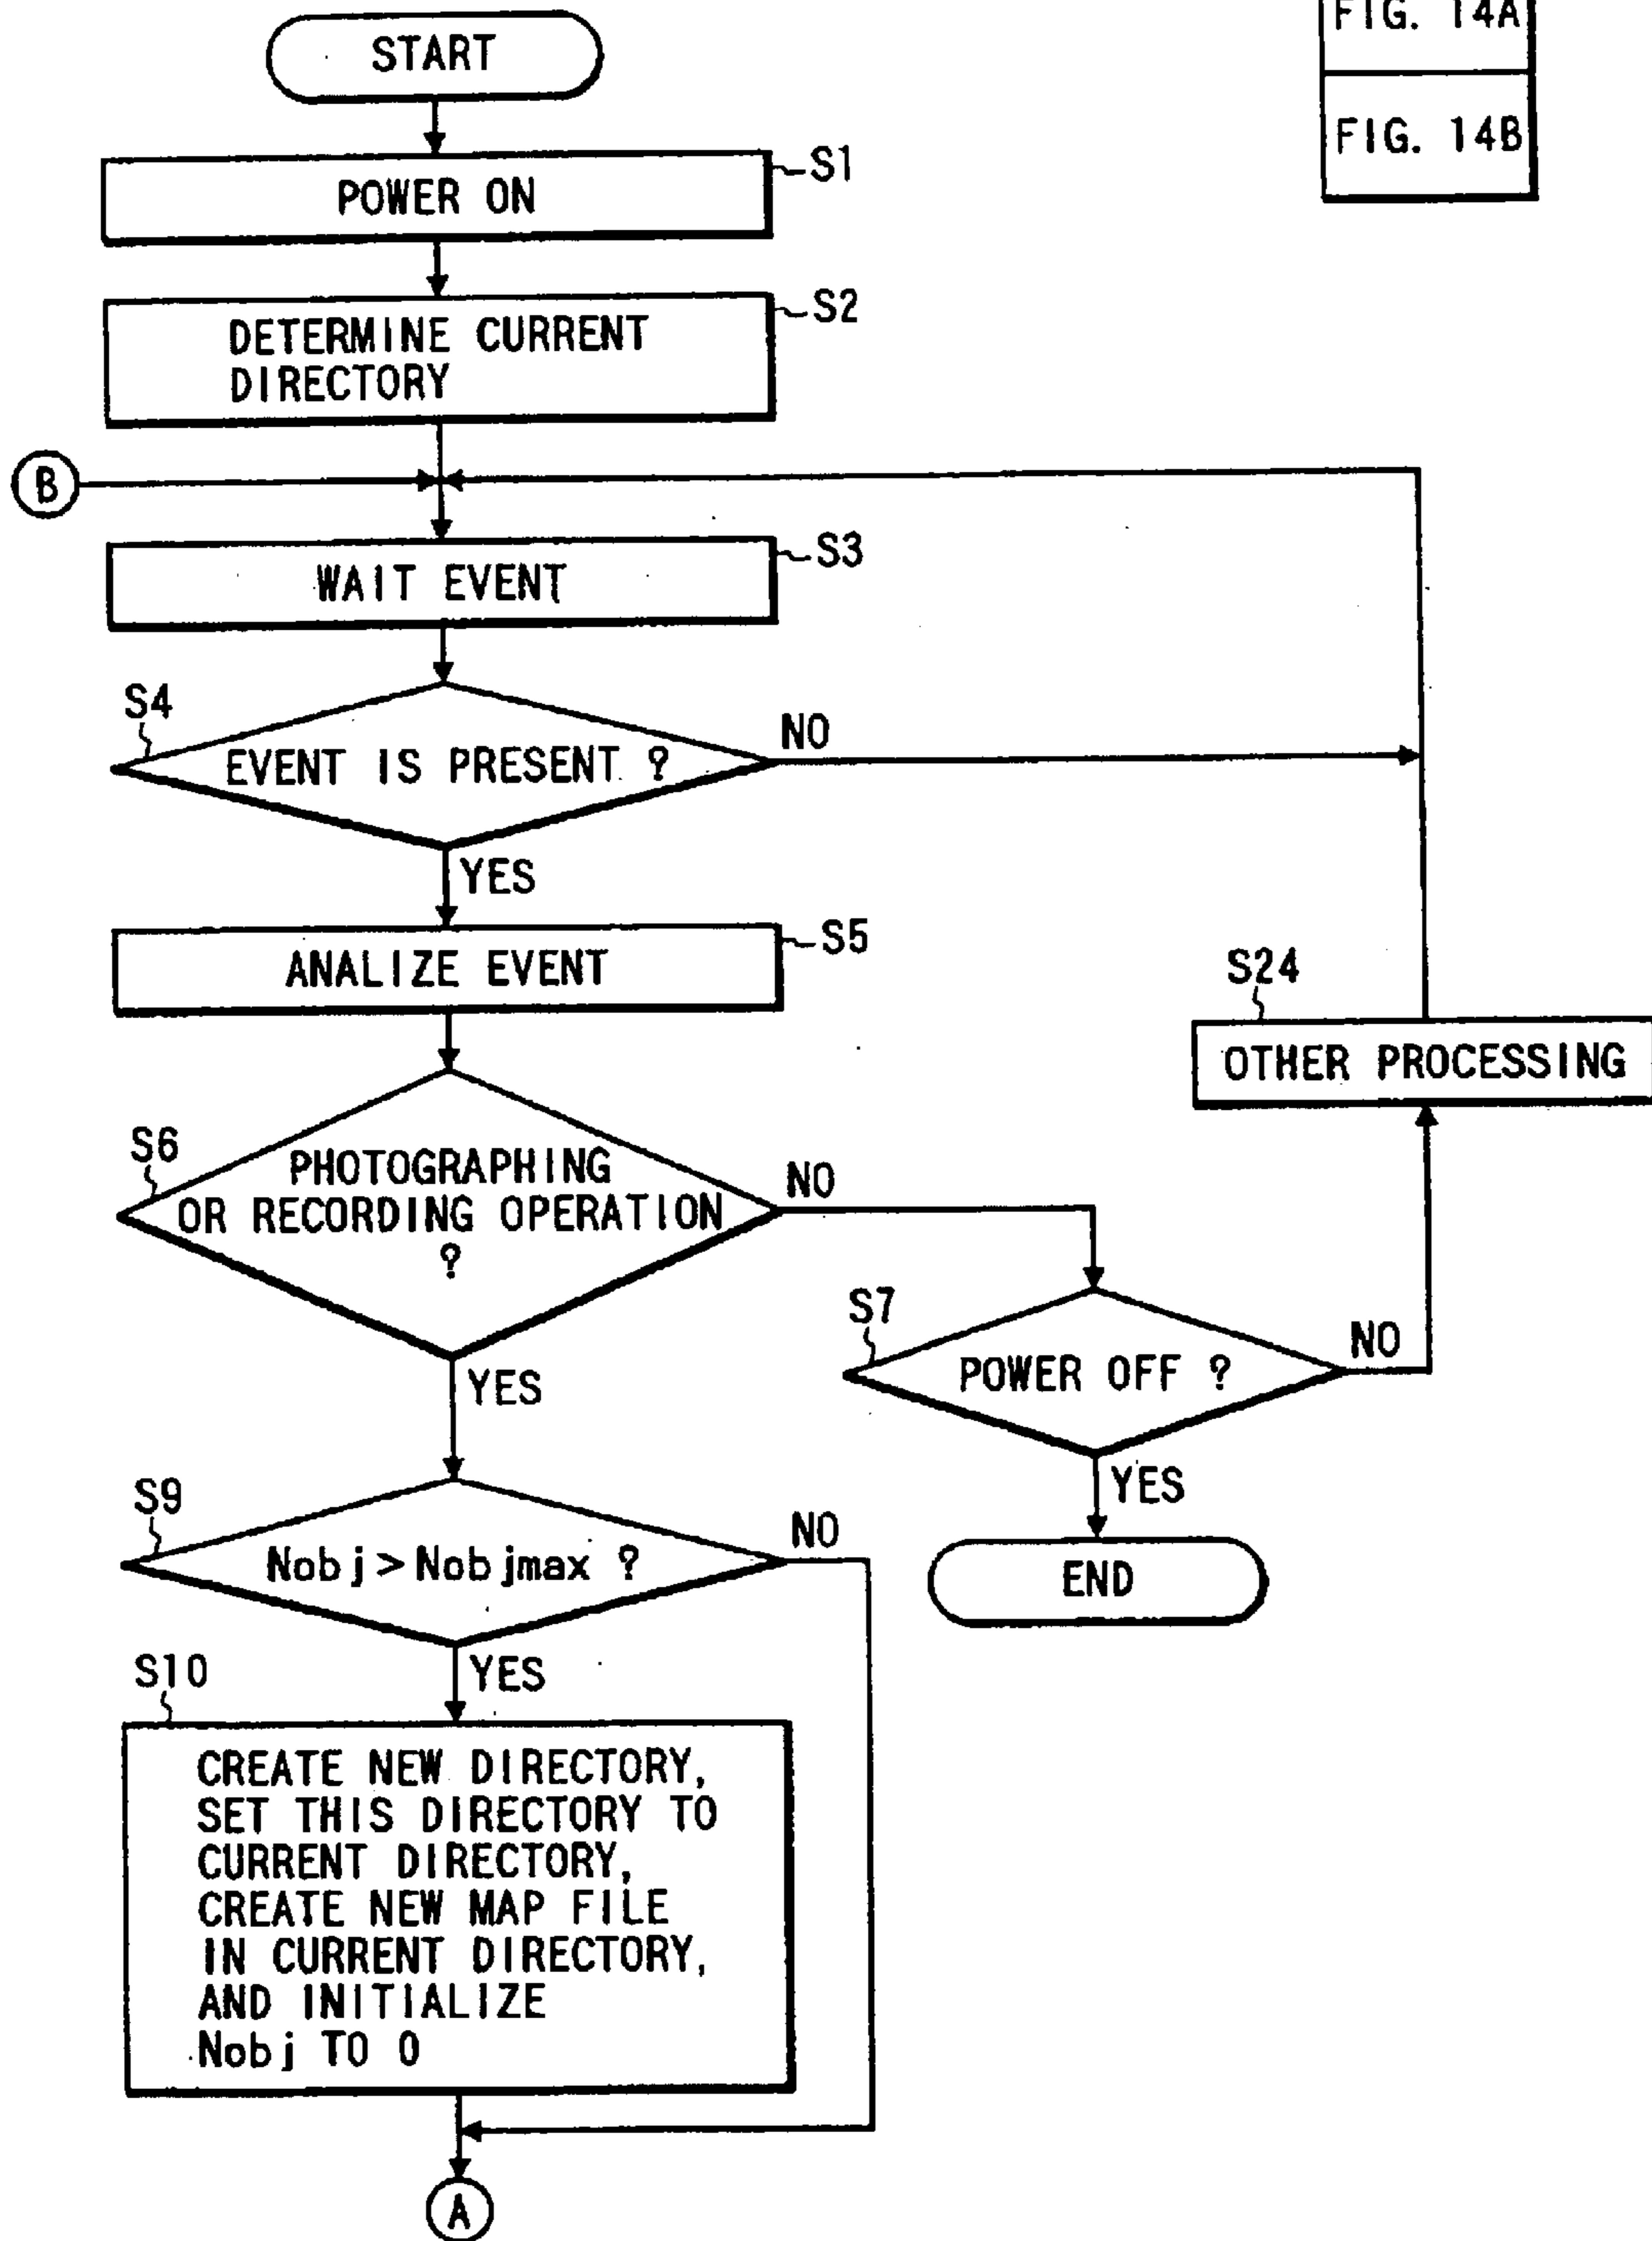 FIG. 14A
FIG. 14B
START
POWER ON
S1
DETERMINE CURRENT
DIRECTORY
S2
B
WAIT EVENT
S3
S4
EVENT IS PRESENT ?
NO
YES
ANALIZE EVENT
S5
S24
OTHER PROCESSING
S6
PHOTOGRAPHING
OR RECORDING OPERATION
?
NO
YES
S7
POWER OFF ?
NO
YES
END
S9
Nobj > Nobjmax ?
NO
YES
S10
CREATE NEW DIRECTORY,
SET THIS DIRECTORY TO
CURRENT DIRECTORY,
CREATE NEW MAP FILE
IN CURRENT DIRECTORY,
AND INITIALIZE
Nobj TO 0
A